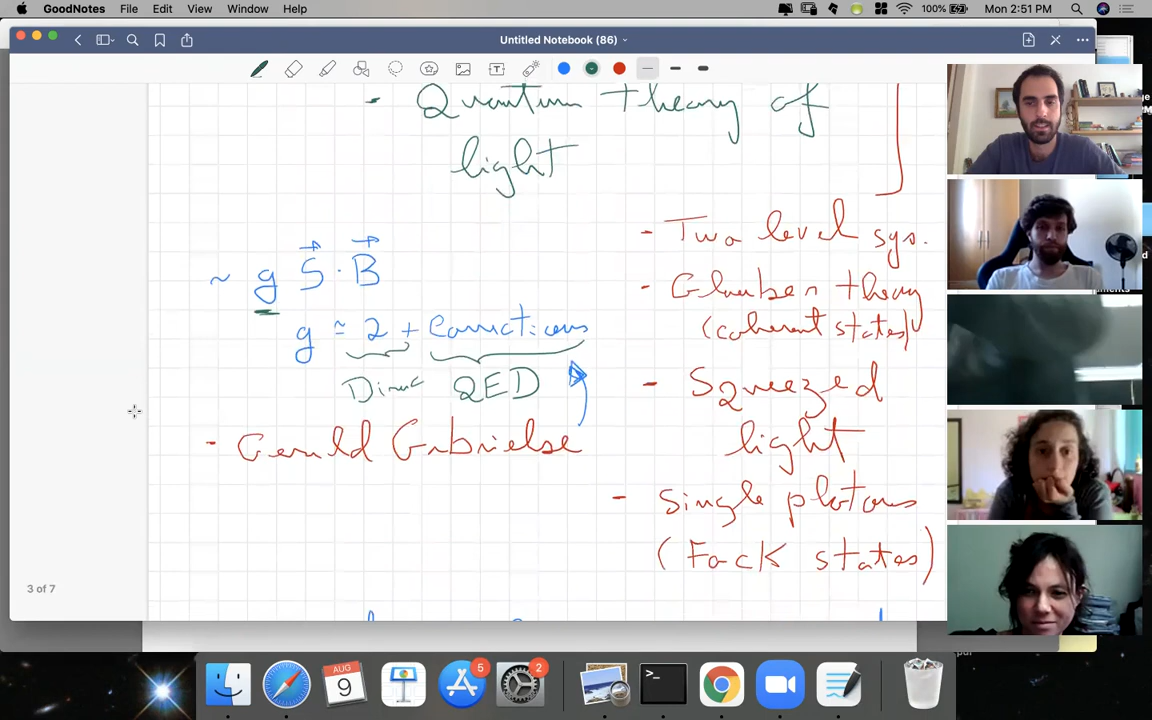 GoodNotes File Edit View Window Help 100% Mon 2:51 PM
Untitled Notebook (86)
- Quantum theory of
light
~ g S · B
g ≃ 2 + Corrections
Dirac QED
- Gerald Gabrielse
- Two level sys.
- Glauber theory
(coherent states)
- Squeezed
light
- Single photons
(Fock states)
3 of 7
AUG
9
5
2